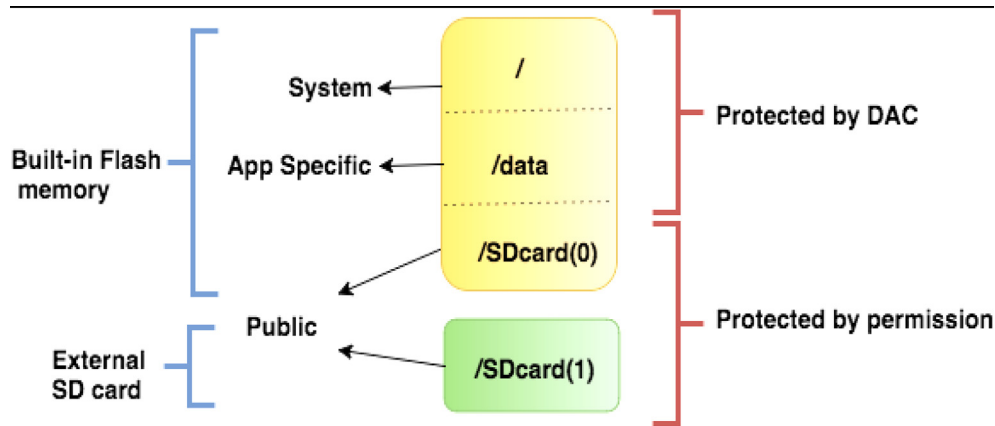 /
System
Protected by DAC
Built-in Flash
memory
App Specific
/data
/SDcard(0)
Public
Protected by permission
External
SD card
/SDcard(1)